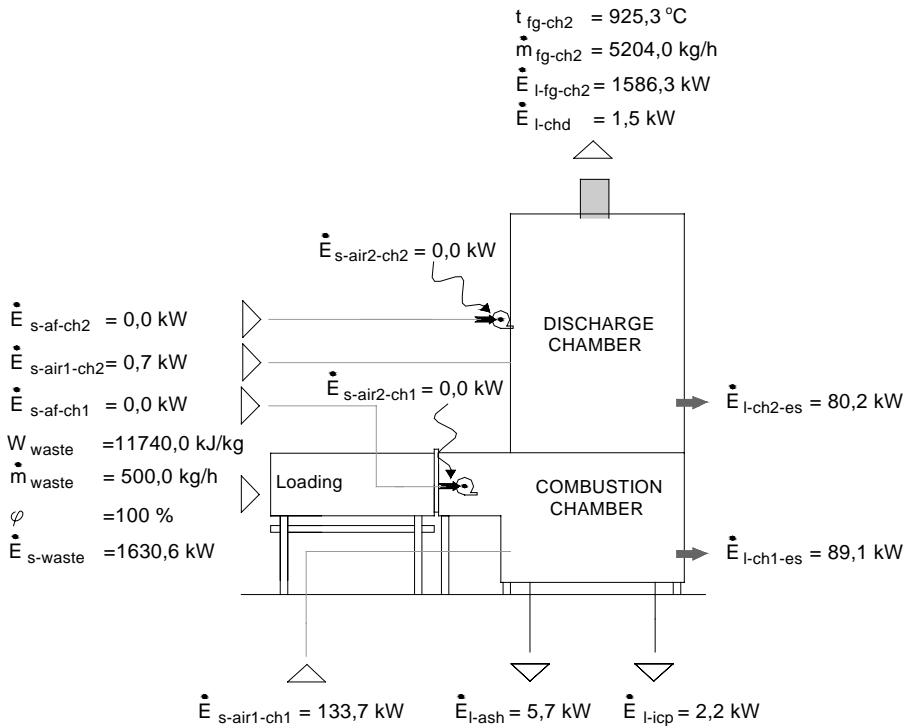 t fg-ch2 = 925,3 °C
ṁ fg-ch2 = 5204,0 kg/h
Ė l-fg-ch2 = 1586,3 kW
Ė l-chd = 1,5 kW
Ė s-air2-ch2 = 0,0 kW
Ė s-af-ch2 = 0,0 kW
DISCHARGE
CHAMBER
Ė s-air1-ch2 = 0,7 kW
Ė s-air2-ch1 = 0,0 kW
Ė s-af-ch1 = 0,0 kW
Ė l-ch2-es = 80,2 kW
W waste =11740,0 kJ/kg
ṁ waste = 500,0 kg/h
Loading
COMBUSTION
CHAMBER
φ =100 %
Ė s-waste =1630,6 kW
Ė l-ch1-es = 89,1 kW
Ė s-air1-ch1 = 133,7 kW
Ė l-ash = 5,7 kW
Ė l-icp = 2,2 kW